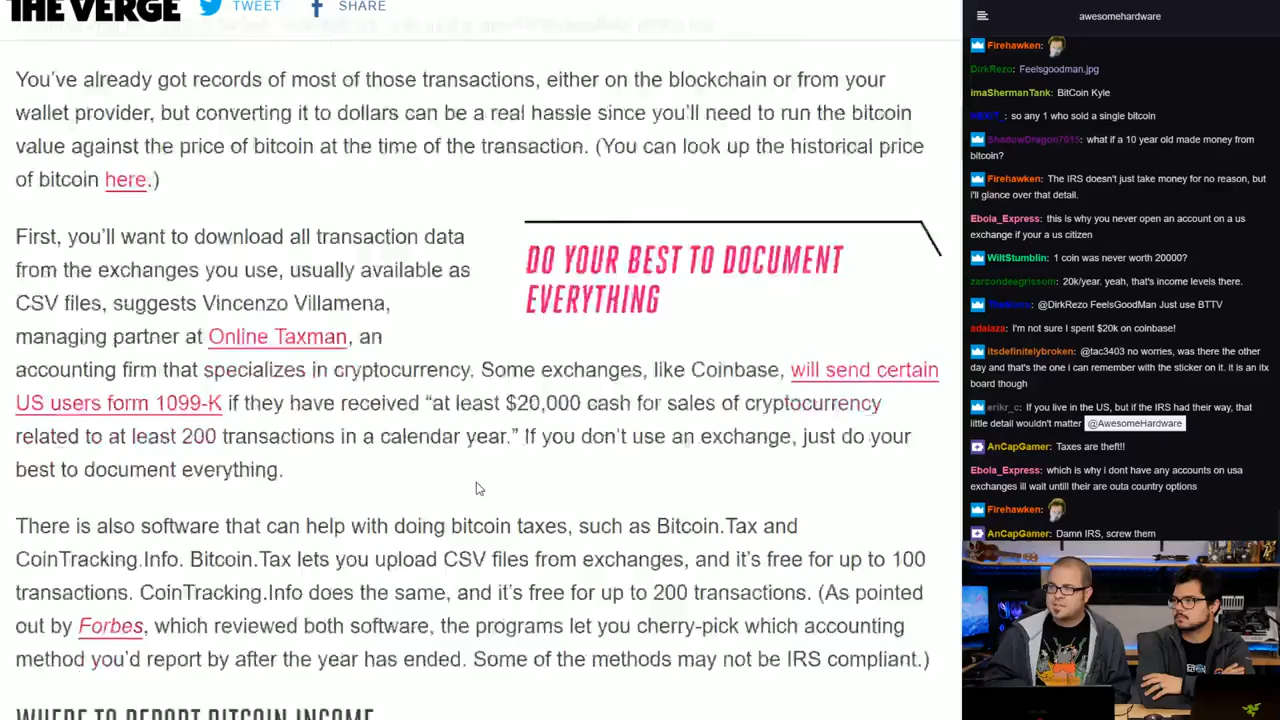 THE VERGE TWEET SHARE
You've already got records of most of those transactions, either on the blockchain or from your
wallet provider, but converting it to dollars can be a real hassle since you'll need to run the bitcoin
value against the price of bitcoin at the time of the transaction. (You can look up the historical price
of bitcoin here.)
First, you'll want to download all transaction data
from the exchanges you use, usually available as
CSV files, suggests Vincenzo Villamena,
managing partner at Online Taxman, an
DO YOUR BEST TO DOCUMENT
EVERYTHING
accounting firm that specializes in cryptocurrency. Some exchanges, like Coinbase, will send certain
US users form 1099-K if they have received “at least $20,000 cash for sales of cryptocurrency
related to at least 200 transactions in a calendar year.” If you don't use an exchange, just do your
best to document everything.
There is also software that can help with doing bitcoin taxes, such as Bitcoin.Tax and
CoinTracking.Info. Bitcoin.Tax lets you upload CSV files from exchanges, and it's free for up to 100
transactions. CoinTracking.Info does the same, and it's free for up to 200 transactions. (As pointed
out by Forbes, which reviewed both software, the programs let you cherry-pick which accounting
method you'd report by after the year has ended. Some of the methods may not be IRS compliant.)
WHERE TO REPORT BITCOIN INCOME
awesomehardware
Firehawken:
DirkRezo: Feelsgoodman.jpg
imaShermanTank: BitCoin Kyle
: so any 1 who sold a single bitcoin
ShadowDragon7015: what if a 10 year old made money from
bitcoin?
Firehawken: The IRS doesn't just take money for no reason, but
i'll glance over that detail.
Ebola_Express: this is why you never open an account on a us
exchange if your a us citizen
WiltStumblin: 1 coin was never worth 20000?
zarcondeegrissom: 20k/year. yeah, that's income levels there.
: @DirkRezo FeelsGoodMan Just use BTTV
adalaza: I'm not sure I spent $20k on coinbase!
itsdefinitelybroken: @tac3403 no worries, was there the other
day and that's the one i can remember with the sticker on it. it is an itx
board though
erikr_c: If you live in the US, but if the IRS had their way, that
little detail wouldn't matter @AwesomeHardware
AnCapGamer: Taxes are theft!!
Ebola_Express: which is why i dont have any accounts on usa
exchanges ill wait untill their are outa country options
Firehawken:
AnCapGamer: Damn IRS, screw them